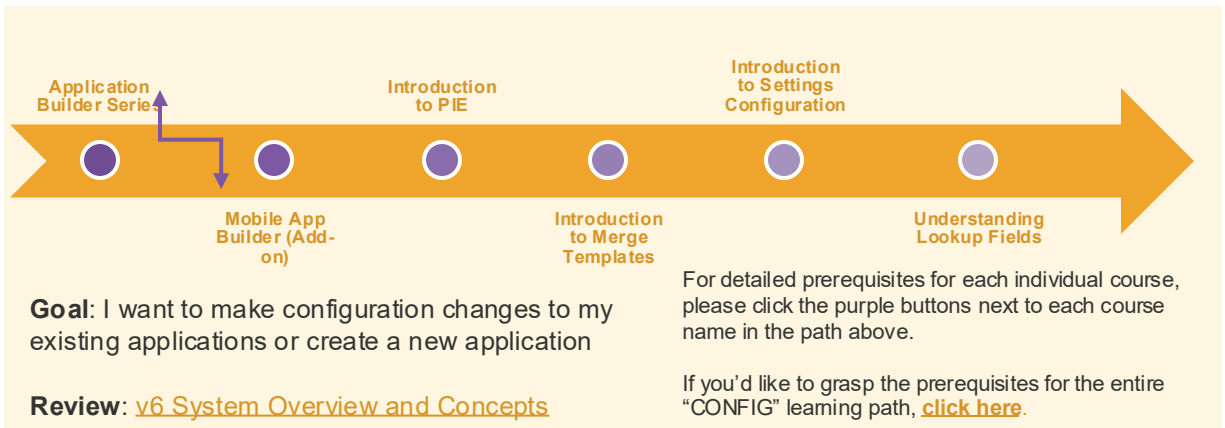 Application
Builder Series
Introduction
to PIE
Introduction
to Settings
Configuration
Mobile App
Builder (Add-
on)
Introduction
to Merge
Templates
Understanding
Lookup Fields
Goal: I want to make configuration changes to my
existing applications or create a new application
Review: v6 System Overview and Concepts
For detailed prerequisites for each individual course,
please click the purple buttons next to each course
name in the path above.
If you’d like to grasp the prerequisites for the entire
“CONFIG” learning path, click here.